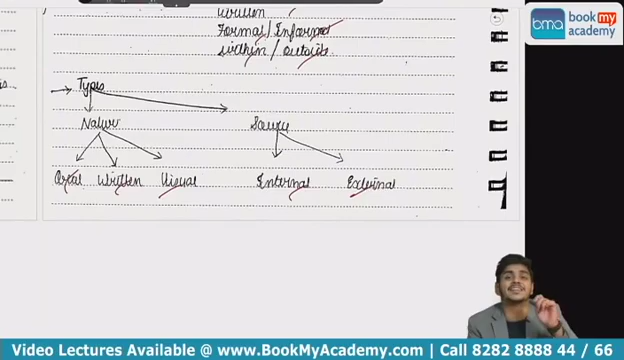 written
Formal / Informal
within / outside
bma book my academy
→ Types
Nature Source
Oral Written Visual Internal External
Video Lectures Available @ www.BookMyAcademy.com | Call 8282 8888 44 / 66